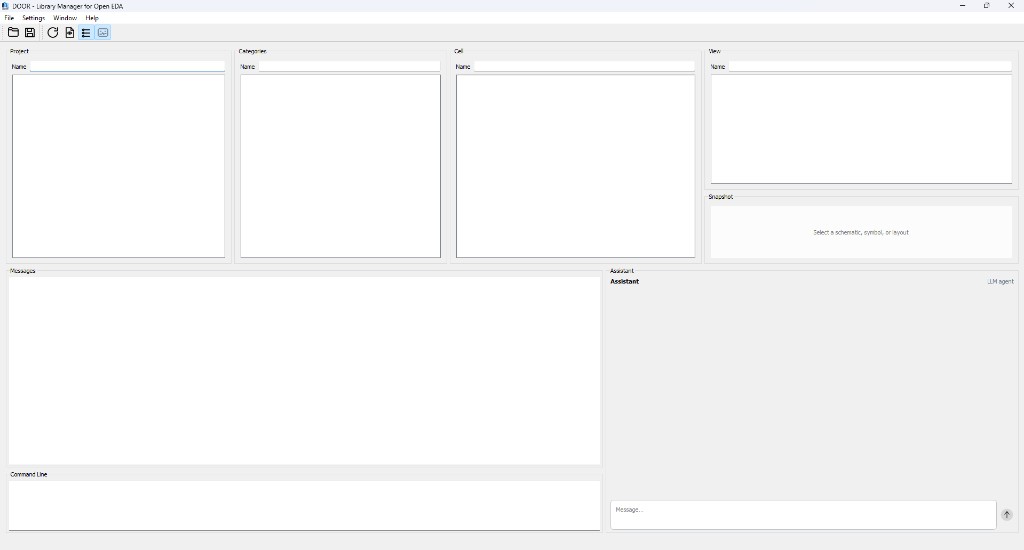 DOOR - Library Manager for Open EDA
File Settings Window Help
Project
Name
Categories
Name
Cell
Name
View
Name
Snapshot
Select a schematic, symbol, or layout
Messages
Command Line
Assistant
Assistant LLM agent
Message...